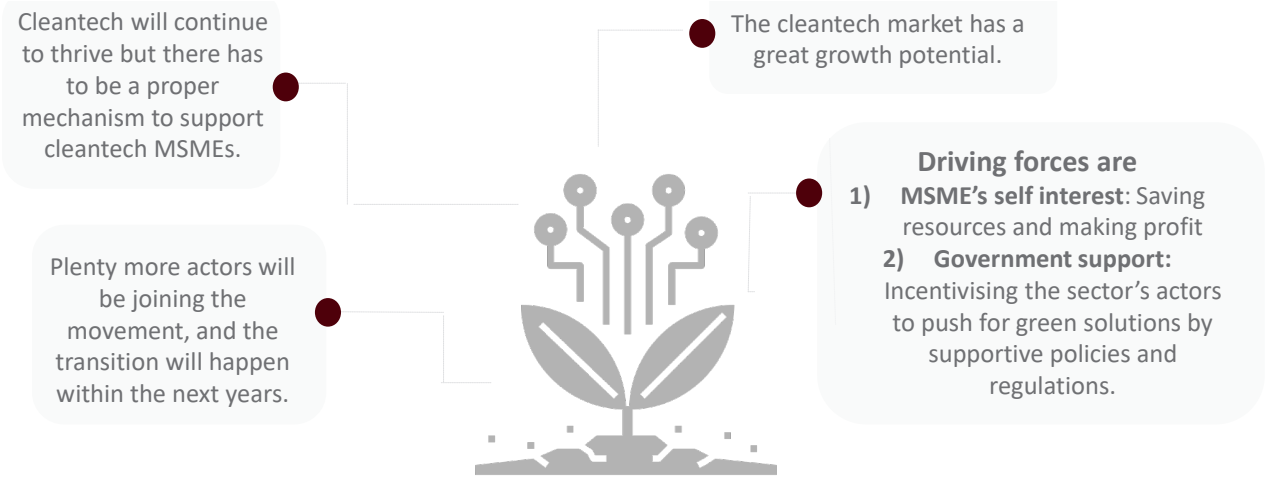 Cleantech will continue
to thrive but there has
to be a proper
mechanism to support
cleantech MSMEs.
The cleantech market has a
great growth potential.
Plenty more actors will
be joining the
movement, and the
transition will happen
within the next years.
Driving forces are
1) MSME’s self interest: Saving
resources and making profit
2) Government support:
Incentivising the sector’s actors
to push for green solutions by
supportive policies and
regulations.